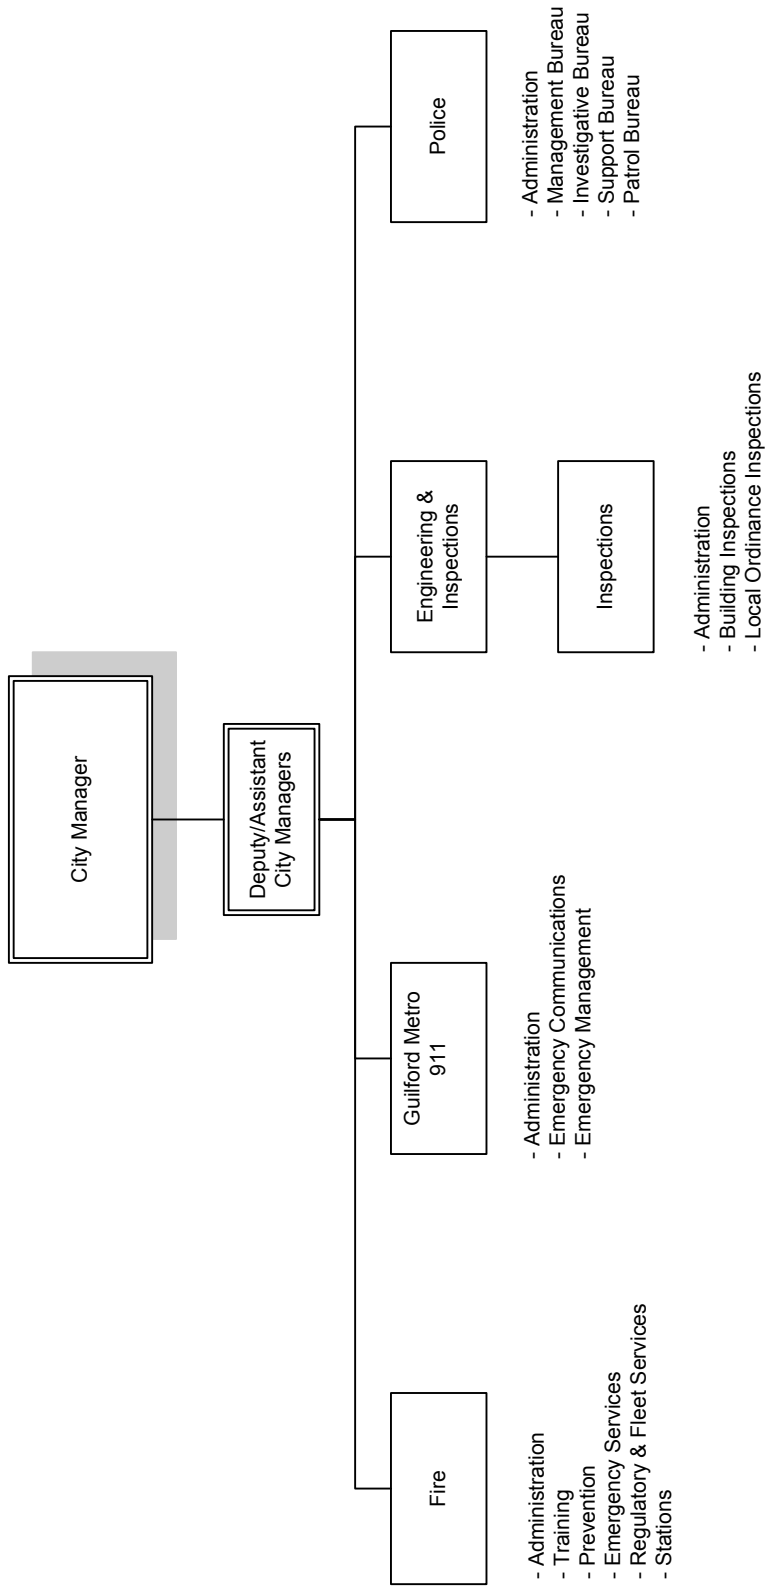 City Manager
Deputy/Assistant
City Managers
Fire
- Administration
- Training
- Prevention
- Emergency Services
- Regulatory & Fleet Services
- Stations
Guilford Metro
911
- Administration
- Emergency Communications
- Emergency Management
Engineering &
Inspections
Inspections
- Administration
- Building Inspections
- Local Ordinance Inspections
Police
- Administration
- Management Bureau
- Investigative Bureau
- Support Bureau
- Patrol Bureau